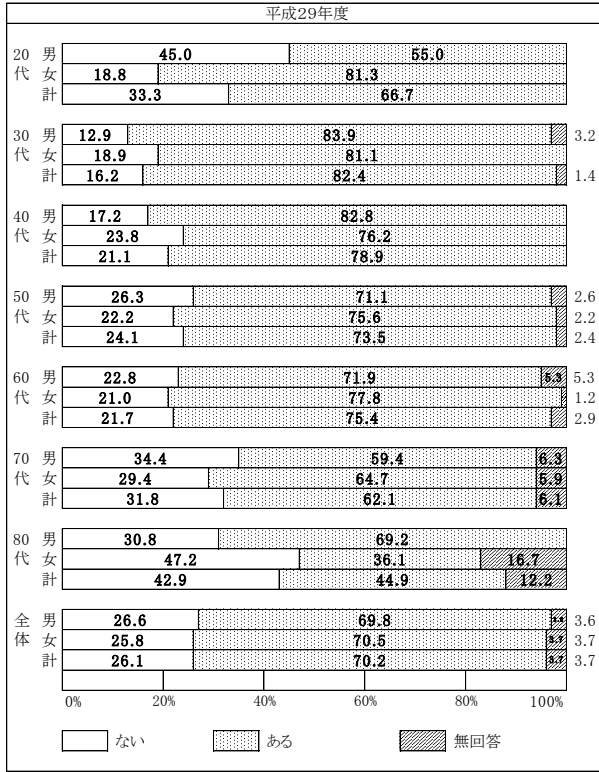 平成29年度
20 男 45.0 55.0
代 女 18.8 81.3
計 33.3 66.7
30 男 12.9 83.9 3.2
代 女 18.9 81.1
計 16.2 82.4 1.4
40 男 17.2 82.8
代 女 23.8 76.2
計 21.1 78.9
50 男 26.3 71.1 2.6
代 女 22.2 75.6 2.2
計 24.1 73.5 2.4
60 男 22.8 71.9 5.3 5.3
代 女 21.0 77.8 1.2
計 21.7 75.4 2.9
70 男 34.4 59.4 6.3
代 女 29.4 64.7 5.9
計 31.8 62.1 6.1
80 男 30.8 69.2
代 女 47.2 36.1 16.7
計 42.9 44.9 12.2
全 男 26.6 69.8 3.6 3.6
体 女 25.8 70.5 3.7 3.7
計 26.1 70.2 3.7 3.7
0% 20% 40% 60% 80% 100%
ない ある 無回答